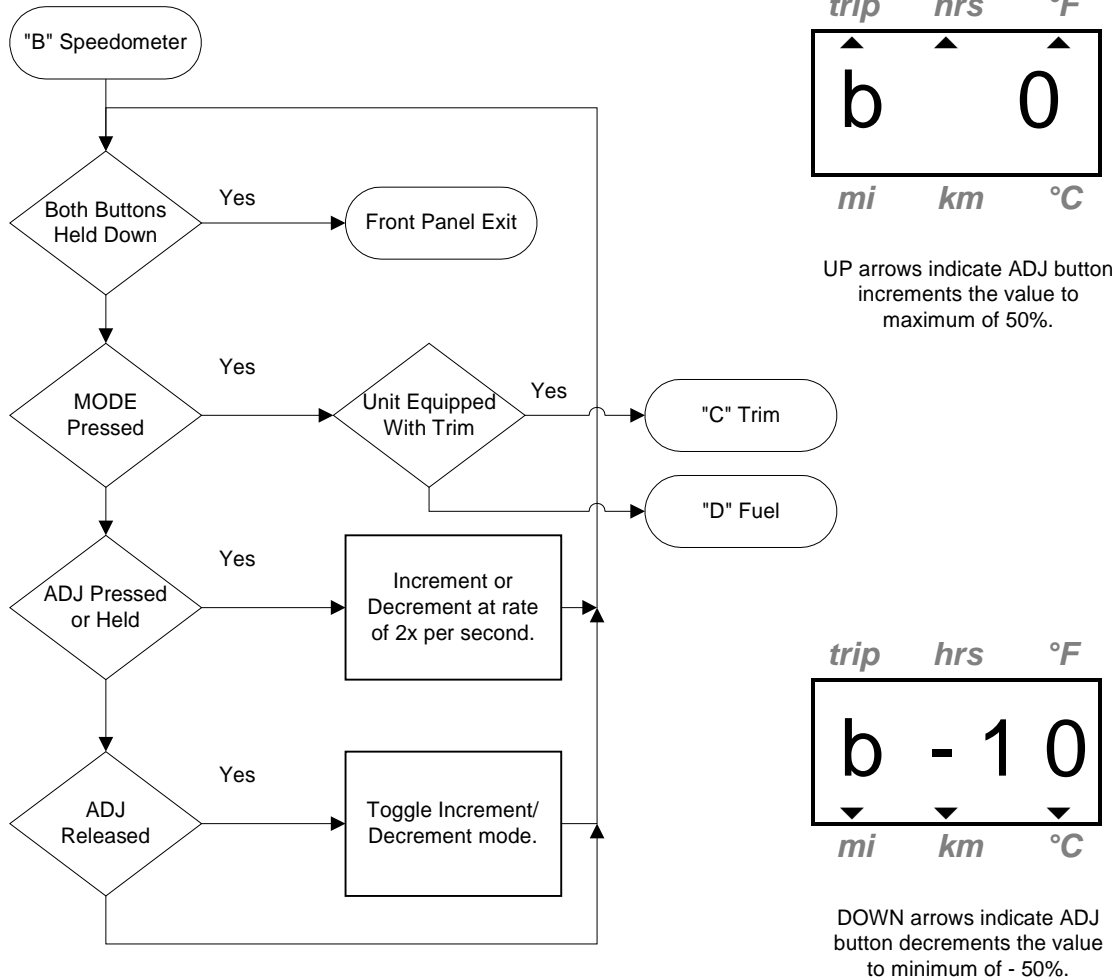 "B" Speedometer
Both Buttons
Held Down
Yes
Front Panel Exit
MODE
Pressed
Yes
Unit Equipped
With Trim
Yes
"C" Trim
"D" Fuel
ADJ Pressed
or Held
Yes
Increment or
Decrement at rate
of 2x per second.
ADJ
Released
Yes
Toggle Increment/
Decrement mode.
trip hrs °F
b 0
mi km °C
UP arrows indicate ADJ button
increments the value to
maximum of 50%.
trip hrs °F
b - 1 0
mi km °C
DOWN arrows indicate ADJ
button decrements the value
to minimum of - 50%.